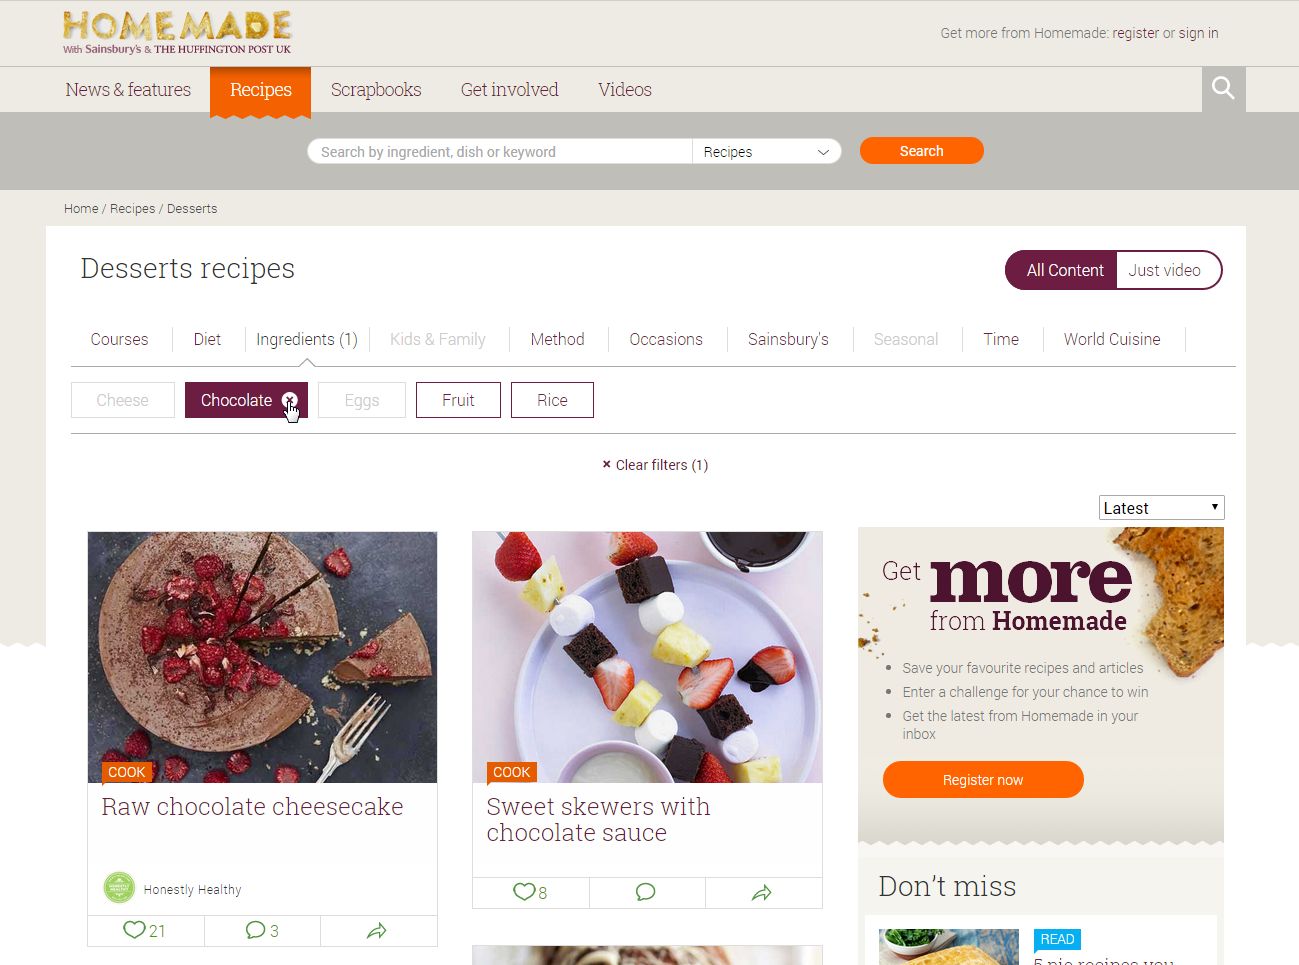 HOMEMADE
With Sainsbury's & THE HUFFINGTON POST UK
Get more from Homemade: register or sign in
News & features
Recipes
Scrapbooks
Get involved
Videos
Search by ingredient, dish or keyword
Recipes
Search
Home / Recipes / Desserts
Desserts recipes
All Content
Just video
Courses
Diet
Ingredients (1)
Kids & Family
Method
Occasions
Sainsbury's
Seasonal
Time
World Cuisine
Cheese
Chocolate
Eggs
Fruit
Rice
× Clear filters (1)
Latest
COOK
Raw chocolate cheesecake
Honestly Healthy
21
3
COOK
Sweet skewers with
chocolate sauce
8
Get more
from Homemade
• Save your favourite recipes and articles
• Enter a challenge for your chance to win
• Get the latest from Homemade in your
inbox
Register now
Don't miss
READ
5 pie recipes you